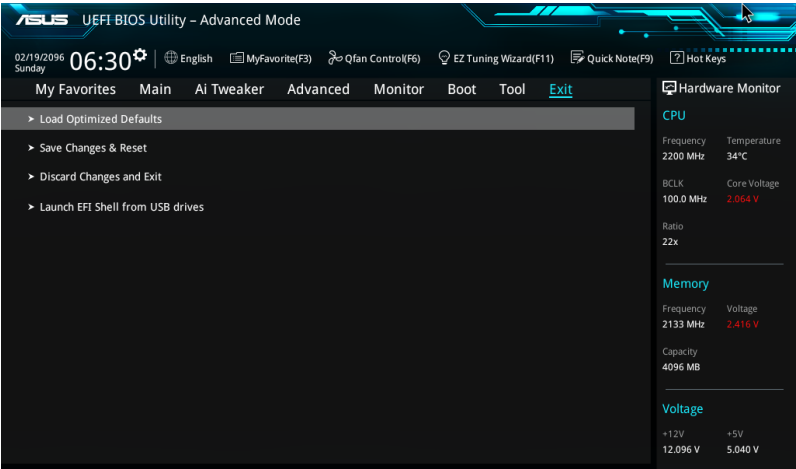 ASUS UEFI BIOS Utility – Advanced Mode
02/19/2096
Sunday
06:30
English
MyFavorite(F3)
Qfan Control(F6)
EZ Tuning Wizard(F11)
Quick Note(F9)
? Hot Keys
My Favorites Main Ai Tweaker Advanced Monitor Boot Tool Exit
Load Optimized Defaults
Save Changes & Reset
Discard Changes and Exit
Launch EFI Shell from USB drives
Hardware Monitor
CPU
Frequency Temperature
2200 MHz 34°C
BCLK Core Voltage
100.0 MHz 2.064 V
Ratio
22x
Memory
Frequency Voltage
2133 MHz 2.416 V
Capacity
4096 MB
Voltage
+12V +5V
12.096 V 5.040 V